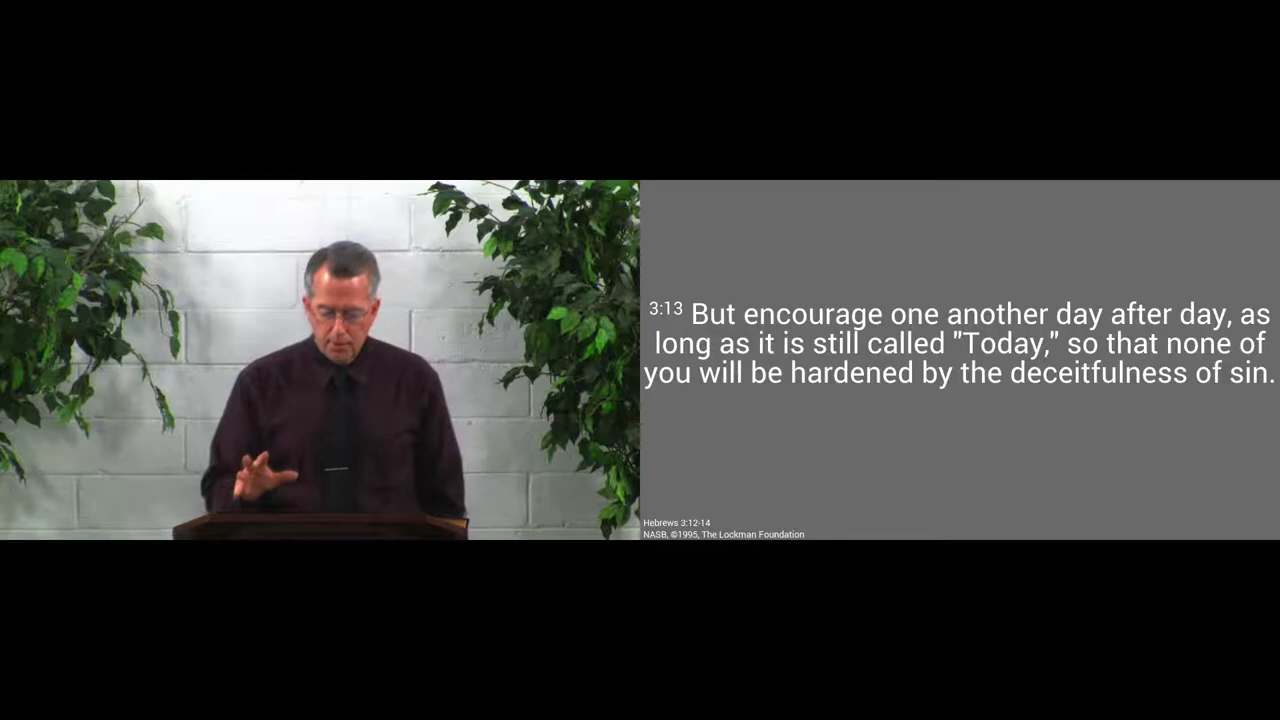 3:13 But encourage one another day after day, as
long as it is still called "Today," so that none of
you will be hardened by the deceitfulness of sin.
Hebrews 3:12-14
NASB, ©1995, The Lockman Foundation